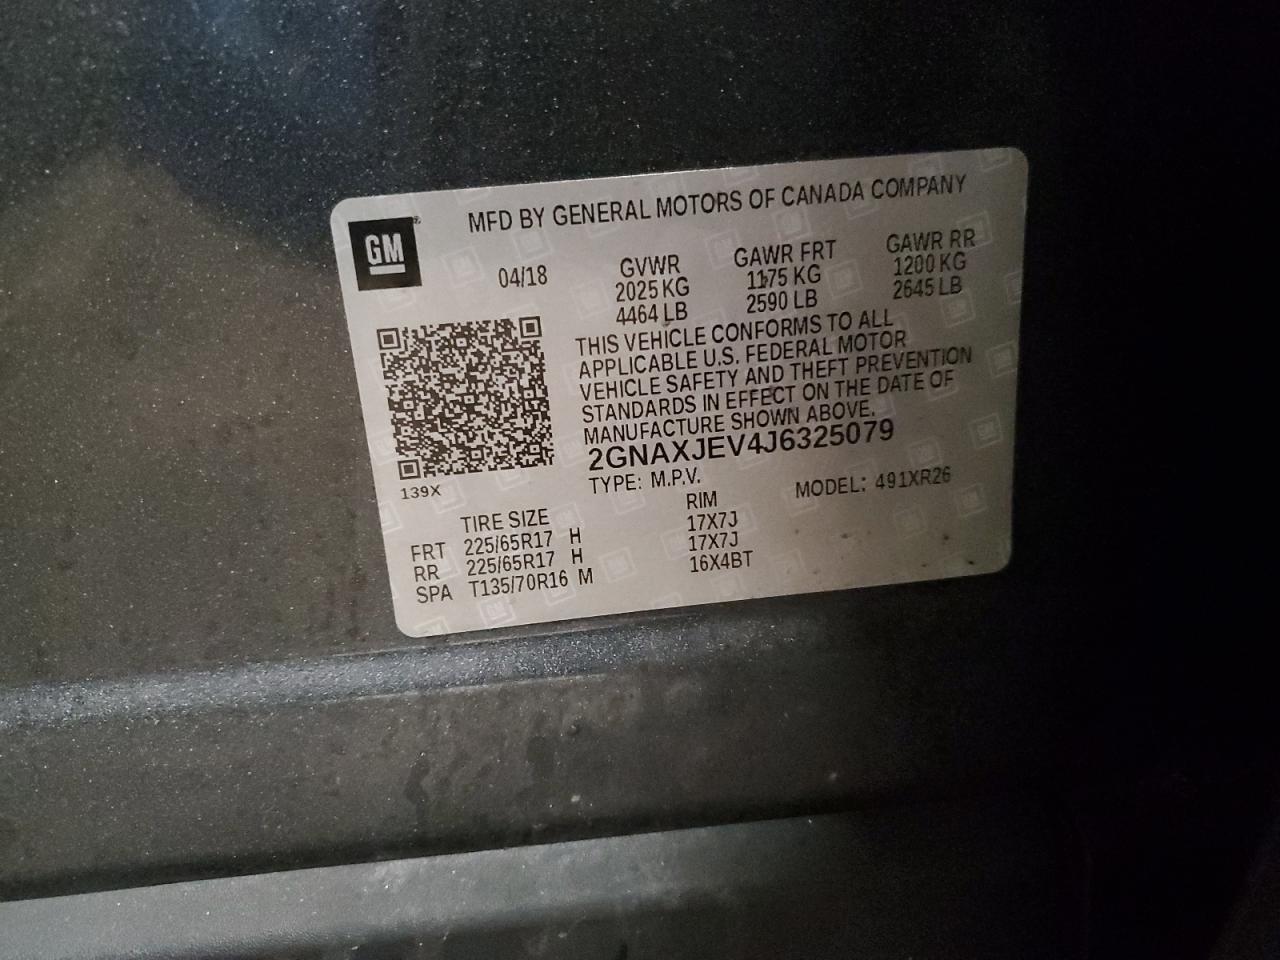 GM
MFD BY GENERAL MOTORS OF CANADA COMPANY
04/18
GVWR
2025 KG
4464 LB
GAWR FRT
1175 KG
2590 LB
GAWR RR
1200 KG
2645 LB
THIS VEHICLE CONFORMS TO ALL
APPLICABLE U.S. FEDERAL MOTOR
VEHICLE SAFETY AND THEFT PREVENTION
STANDARDS IN EFFECT ON THE DATE OF
MANUFACTURE SHOWN ABOVE.
2GNAXJEV4J6325079
TYPE: M.P.V.
MODEL: 491XR26
139X
TIRE SIZE RIM
FRT 225/65R17 H 17X7J
RR 225/65R17 H 17X7J
SPA T135/70R16 M 16X4BT